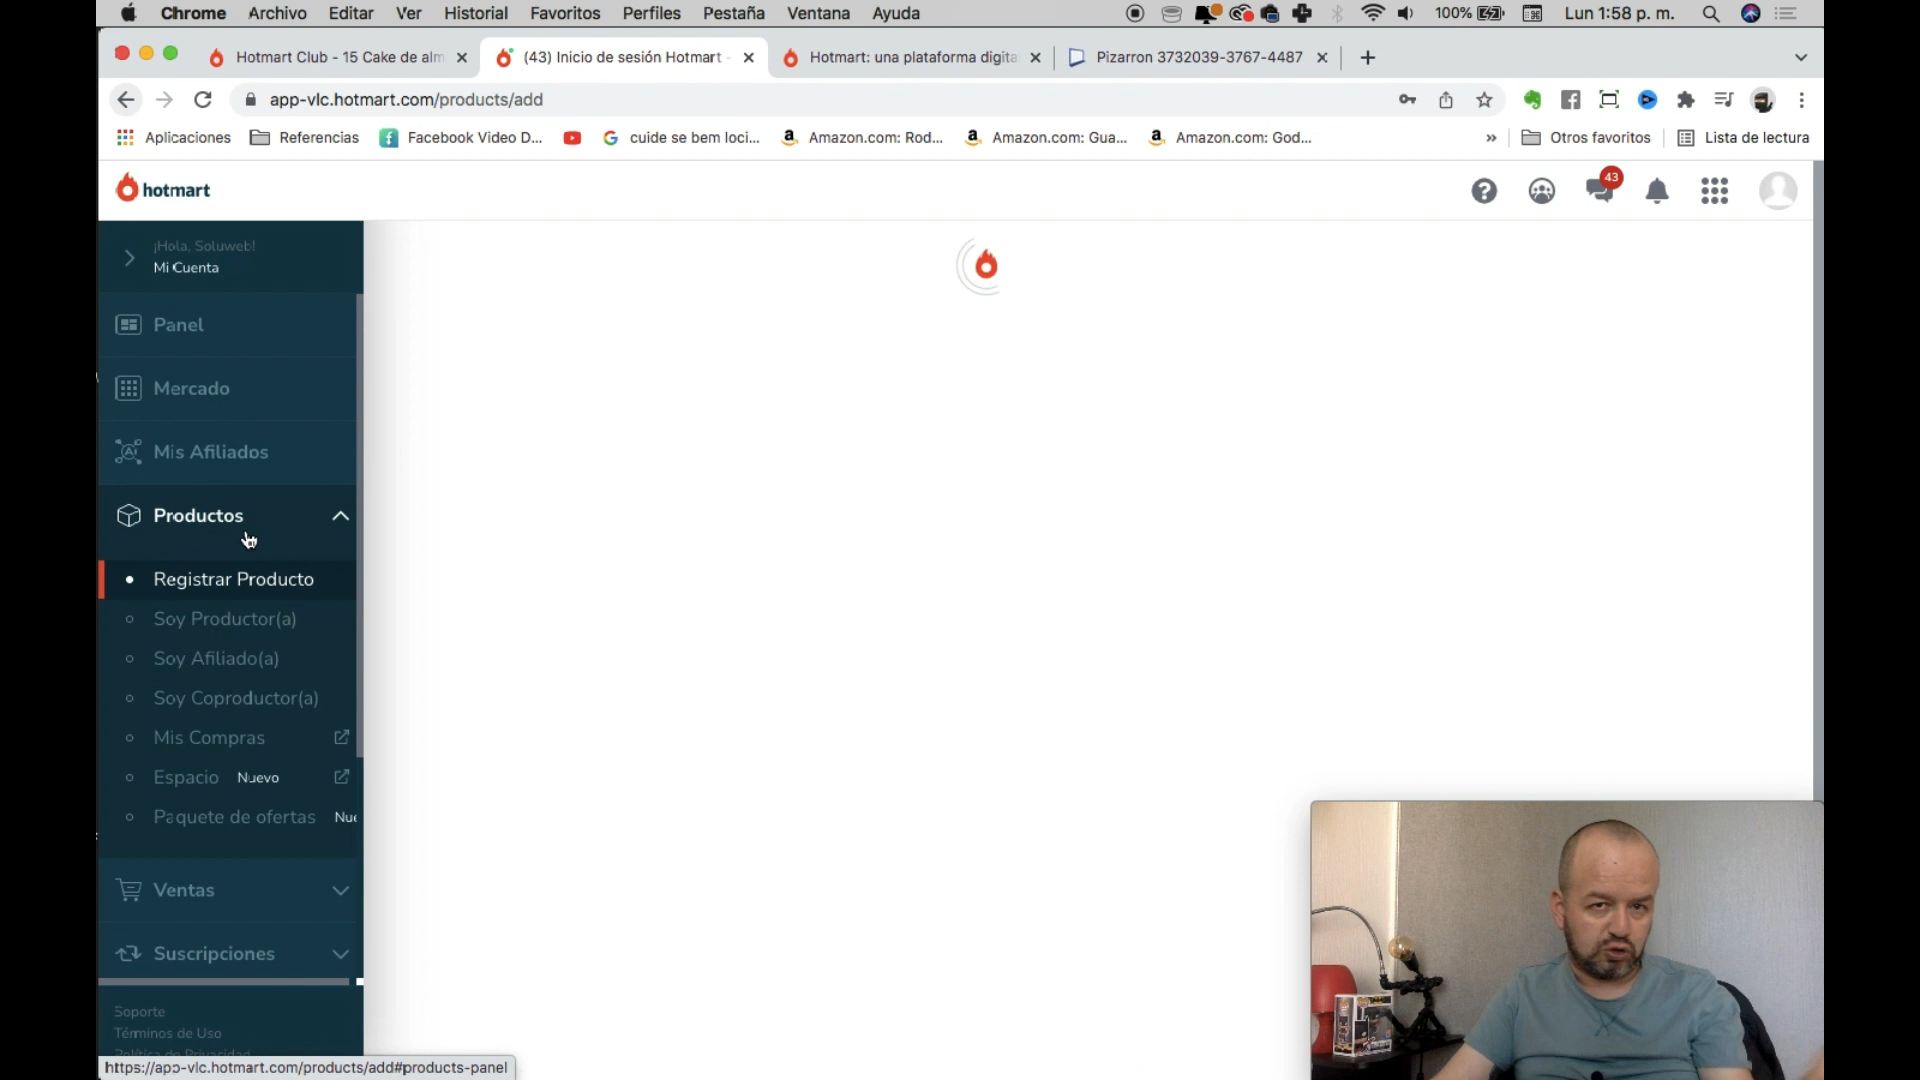 Chrome Archivo Editar Ver Historial Favoritos Perfiles Pestaña Ventana Ayuda 100% Lun 1:58 p. m.
Hotmart Club - 15 Cake de alm (43) Inicio de sesión Hotmart - Hotmart: una plataforma digita Pizarron 3732039-3767-4487
app-vlc.hotmart.com/products/add
Aplicaciones Referencias Facebook Video D... cuide se bem loci... Amazon.com: Rod... Amazon.com: Gua... Amazon.com: God... » Otros favoritos Lista de lectura
hotmart 43
¡Hola, Soluweb!
Mi Cuenta
Panel
Mercado
Mis Afiliados
Productos
Registrar Producto
Soy Productor(a)
Soy Afiliado(a)
Soy Coproductor(a)
Mis Compras
Espacio Nuevo
Paquete de ofertas Nue
Ventas
Suscripciones
Soporte
Términos de Uso
Política de Privacidad
https://app-vlc.hotmart.com/products/add#products-panel